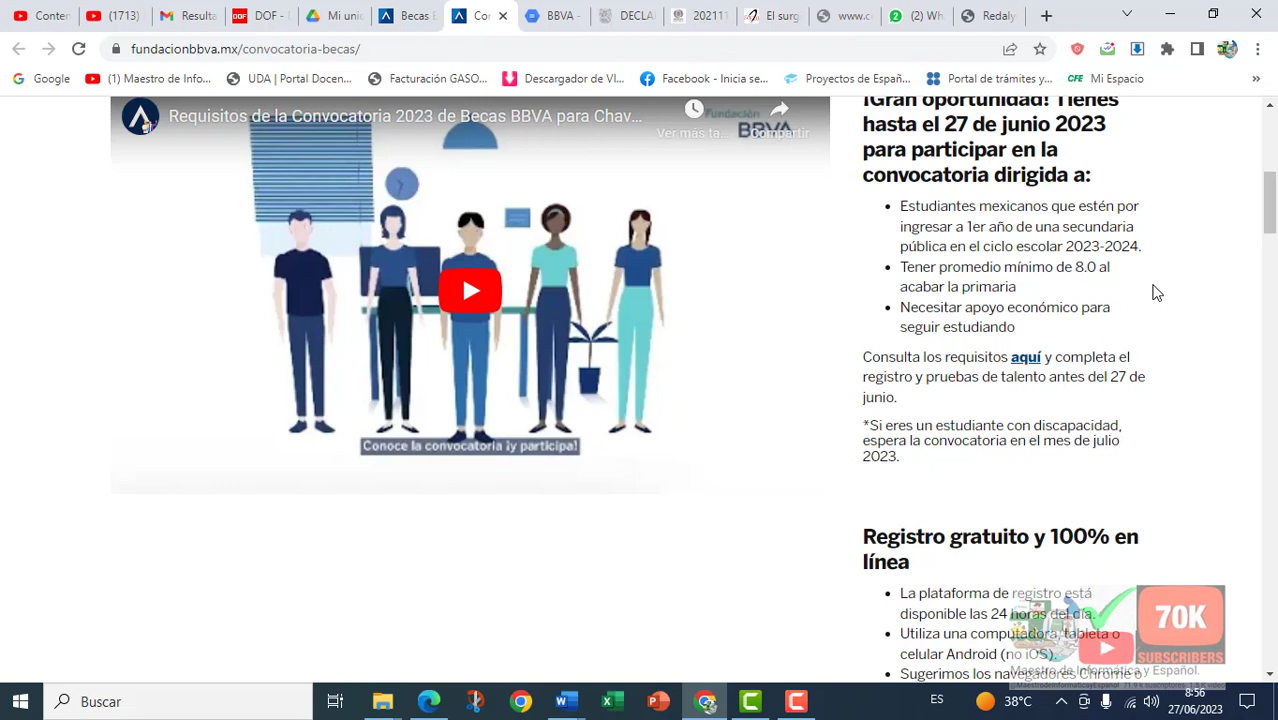 Conter
(1713)
Result
DOF - 
Mi uni
Becas E
Co
BBVA -
DECLA
2021
El surg
www.c
(2) Wh
Redaly
fundacionbbva.mx/convocatoria-becas/
Google
(1) Maestro de Info...
UDA | Portal Docen...
Facturación GASO...
Descargador de VI...
Facebook - Inicia se...
Proyectos de Españ...
Portal de trámites y...
CFE Mi Espacio
Requisitos de la Convocatoria 2023 de Becas BBVA para Chav...
Ver más ta...
Compartir
Fundación
BBVA
Conoce la convocatoria ¡y participa!
¡Gran oportunidad! Tienes
hasta el 27 de junio 2023
para participar en la
convocatoria dirigida a:
Estudiantes mexicanos que estén por
ingresar a 1er año de una secundaria
pública en el ciclo escolar 2023-2024.
Tener promedio mínimo de 8.0 al
acabar la primaria
Necesitar apoyo económico para
seguir estudiando
Consulta los requisitos aquí y completa el
registro y pruebas de talento antes del 27 de
junio.
*Si eres un estudiante con discapacidad,
espera la convocatoria en el mes de julio
2023.
Registro gratuito y 100% en
línea
La plataforma de registro está
disponible las 24 horas del día.
Utiliza una computadora, tableta o
celular Android (no iOS).
Sugerimos los navegadores Chrome o
70K
SUBSCRIBERS
Maestro de Informática y Español.
Buscar
ES
38°C
8:56
27/06/2023